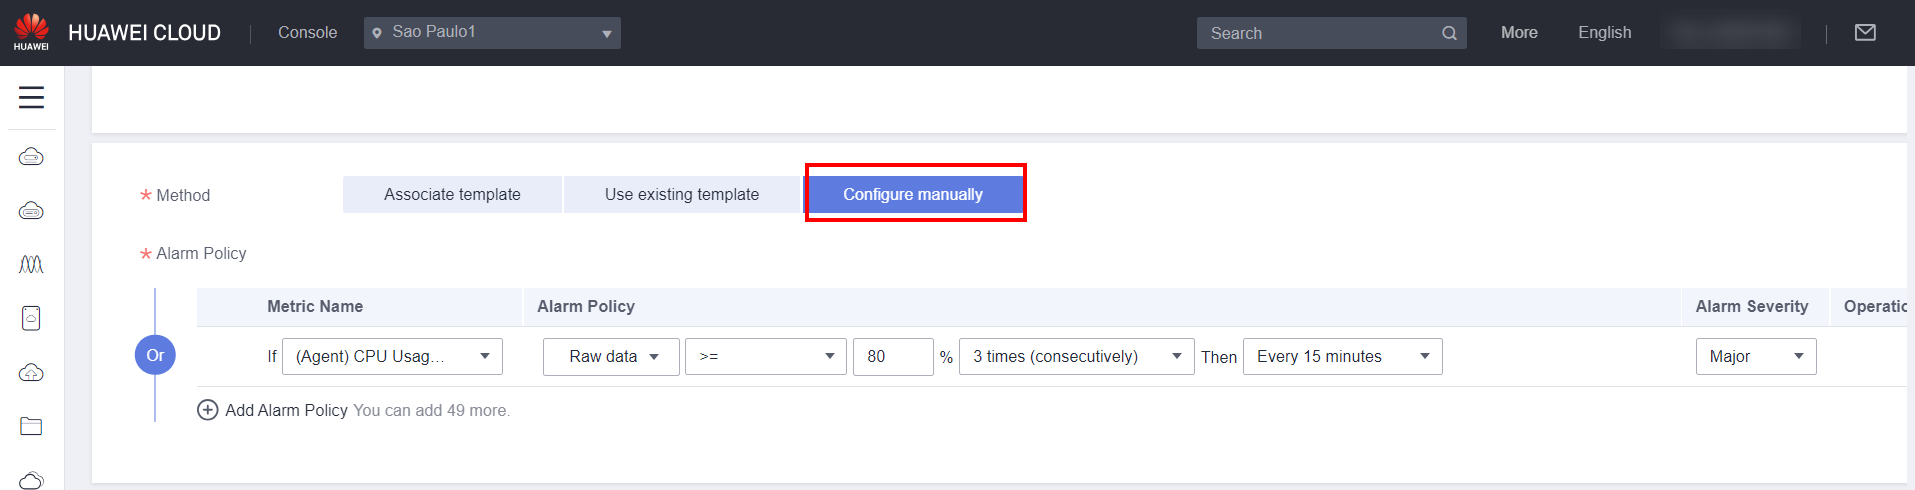 HUAWEI HUAWEI CLOUD Console Sao Paulo1 Search More English
* Method Associate template Use existing template Configure manually
* Alarm Policy
Metric Name Alarm Policy Alarm Severity Operatio
Or If (Agent) CPU Usag... Raw data >= 80 % 3 times (consecutively) Then Every 15 minutes Major
Add Alarm Policy You can add 49 more.